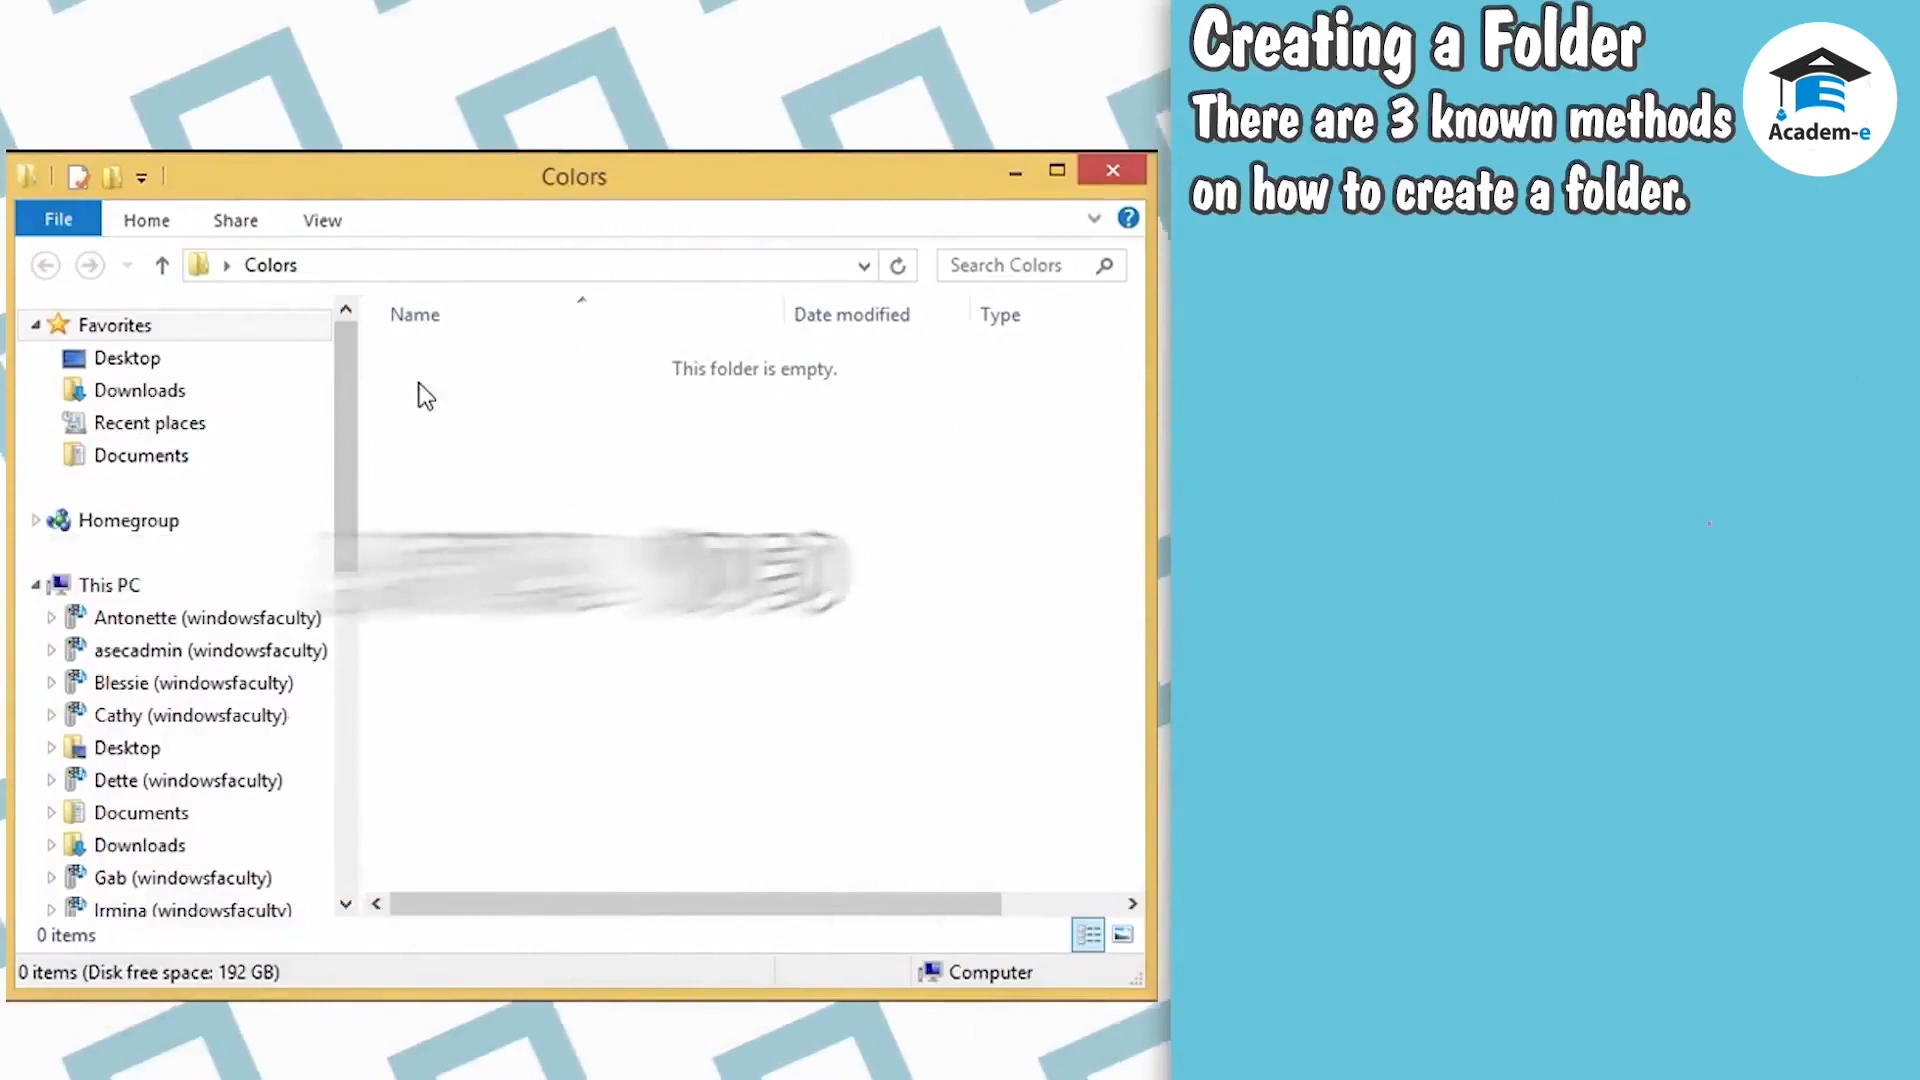 Creating a Folder
There are 3 known methods
on how to create a folder.
Academ-e
Colors
File Home Share View
Colors
Search Colors
Name Date modified Type
This folder is empty.
Favorites
Desktop
Downloads
Recent places
Documents
Homegroup
This PC
Antonette (windowsfaculty)
asecadmin (windowsfaculty)
Blessie (windowsfaculty)
Cathy (windowsfaculty)
Desktop
Dette (windowsfaculty)
Documents
Downloads
Gab (windowsfaculty)
Irmina (windowsfaculty)
0 items
0 items (Disk free space: 192 GB)
Computer